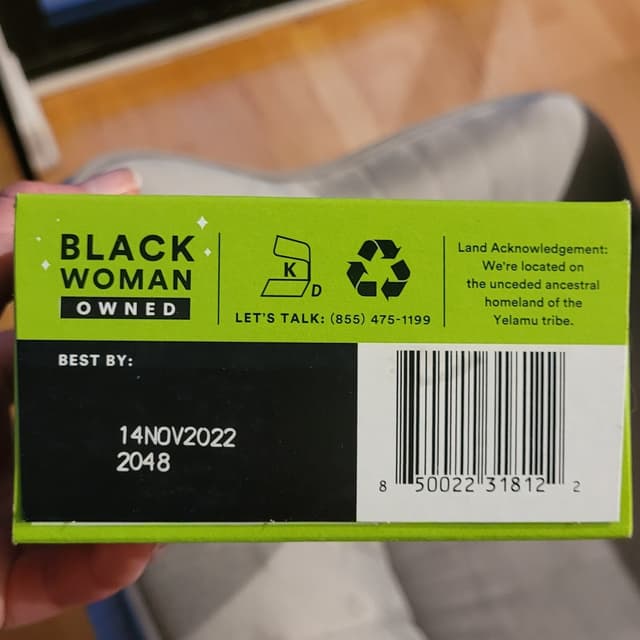 BLACK
WOMAN
OWNED
K
D
LET'S TALK: (855) 475-1199
Land Acknowledgement:
We're located on
the unceded ancestral
homeland of the
Yelamu tribe.
BEST BY:
14NOV2022
2048
8 50022 31812 2